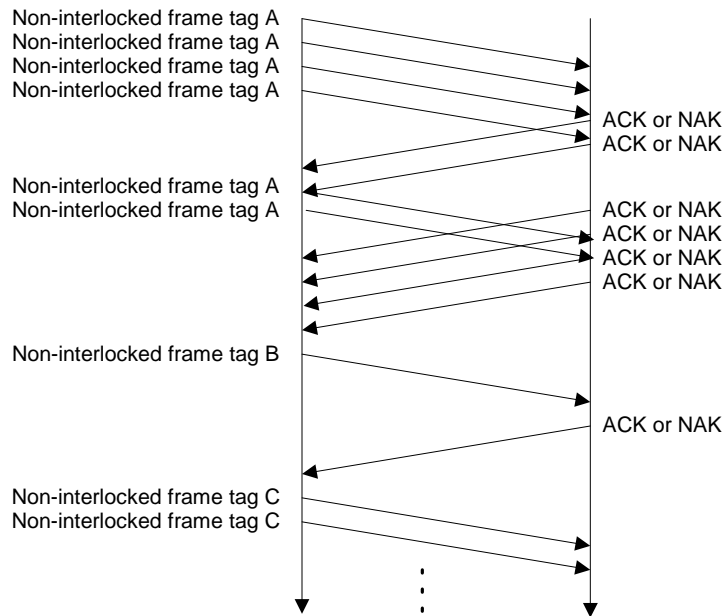 Non-interlocked frame tag A
Non-interlocked frame tag A
Non-interlocked frame tag A
Non-interlocked frame tag A
ACK or NAK
ACK or NAK
Non-interlocked frame tag A
Non-interlocked frame tag A
ACK or NAK
ACK or NAK
ACK or NAK
ACK or NAK
Non-interlocked frame tag B
ACK or NAK
Non-interlocked frame tag C
Non-interlocked frame tag C